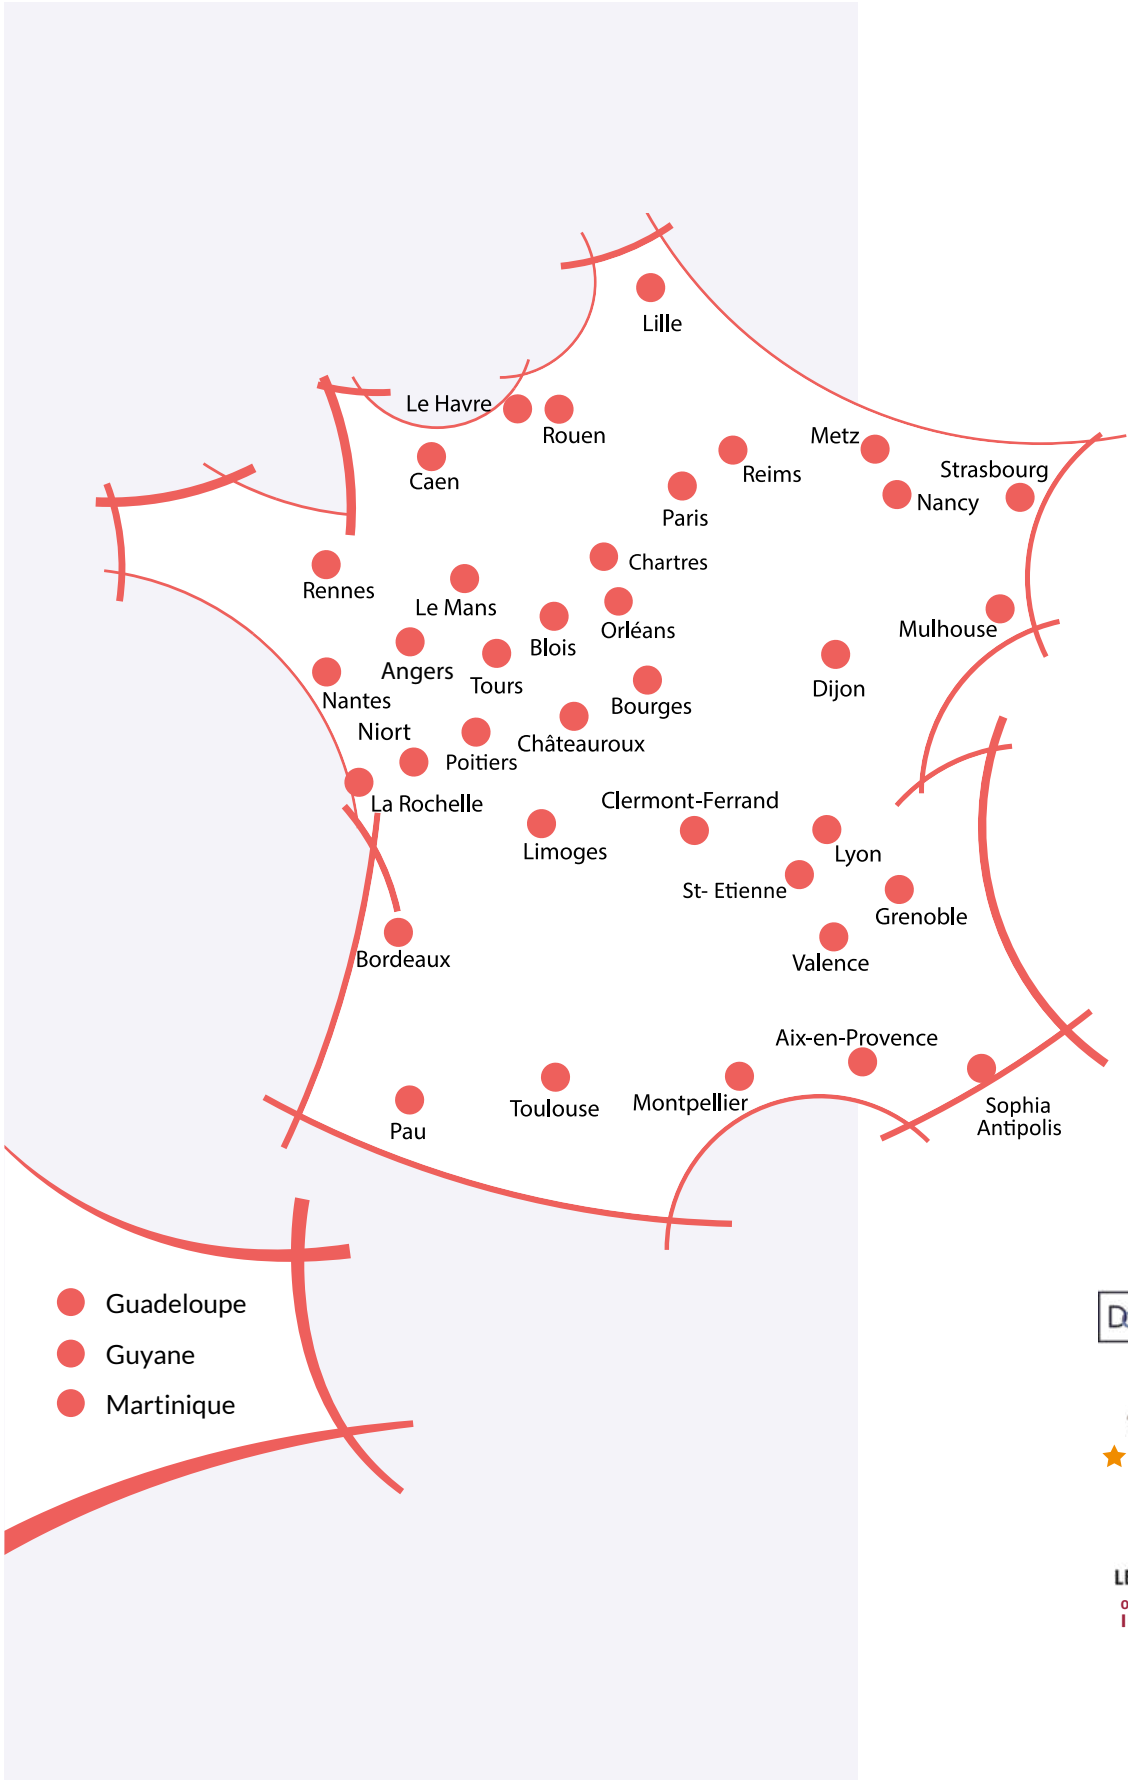 Lille
Le Havre
Rouen
Metz
Reims
Strasbourg
Caen
Nancy
Paris
Chartres
Rennes
Le Mans
Orléans
Mulhouse
Blois
Angers
Tours
Dijon
Nantes
Bourges
Niort
Châteauroux
Poitiers
Clermont-Ferrand
La Rochelle
Limoges
Lyon
St- Etienne
Grenoble
Bordeaux
Valence
Aix-en-Provence
Montpellier
Toulouse
Sophia
Antipolis
Pau
Guadeloupe
Guyane
Martinique